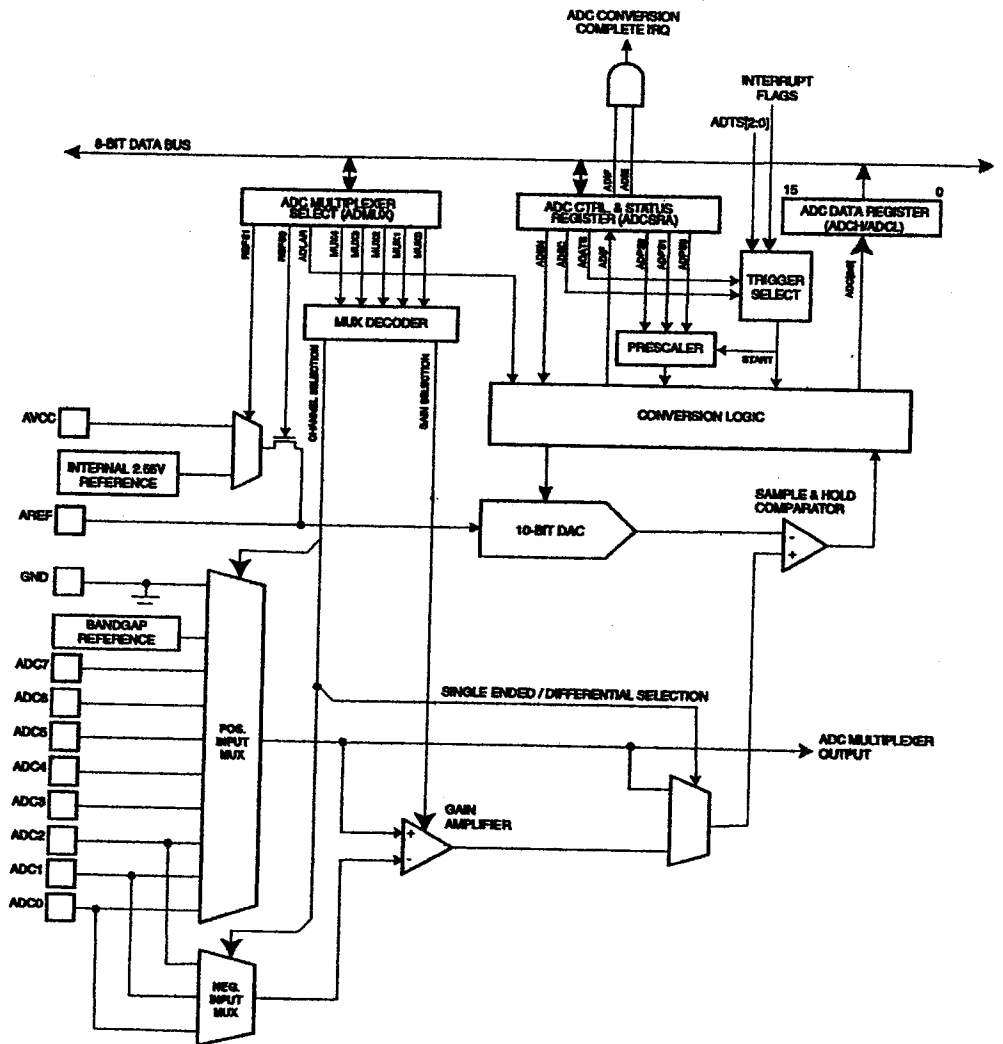 ADC CONVERSION
COMPLETE IRQ
INTERRUPT
FLAGS
ADTS[2:0]
8-BIT DATA BUS
ADC MULTIPLEXER
SELECT (ADMUX)
ADIF
ADIE
ADC CTRL & STATUS
REGISTER (ADCSRA)
15
0
ADC DATA REGISTER
(ADCH/ADCL)
REFS1
REFS0
ADLAR
MUX4
MUX3
MUX2
MUX1
MUX0
ADEN
ADSC
ADATE
ADIF
ADPS2
ADPS1
ADPS0
ADC[9:0]
TRIGGER
SELECT
MUX DECODER
PRESCALER
START
CHANNEL SELECTION
GAIN SELECTION
CONVERSION LOGIC
AVCC
INTERNAL 2.56V
REFERENCE
AREF
10-BIT DAC
SAMPLE & HOLD
COMPARATOR
-
+
GND
BANDGAP
REFERENCE
ADC7
ADC6
ADC5
ADC4
ADC3
ADC2
ADC1
ADC0
POS.
INPUT
MUX
SINGLE ENDED / DIFFERENTIAL SELECTION
ADC MULTIPLEXER
OUTPUT
GAIN
AMPLIFIER
+
-
NEG.
INPUT
MUX